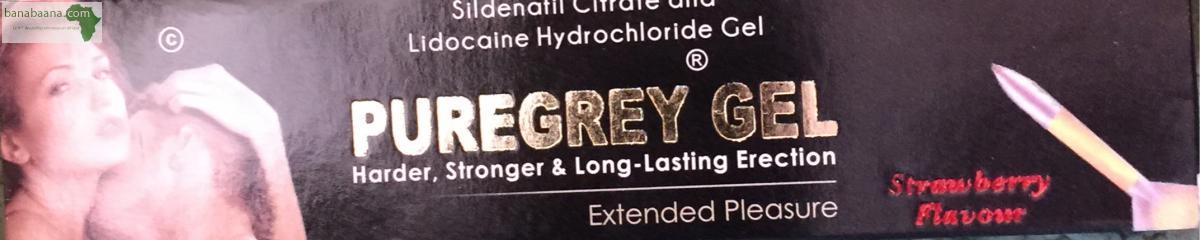 banabaana.com
©
Sildenafil Citrate and
Lidocaine Hydrochloride Gel
®
PUREGREY GEL
Harder, Stronger & Long-Lasting Erection
Extended Pleasure
Strawberry
Flavour